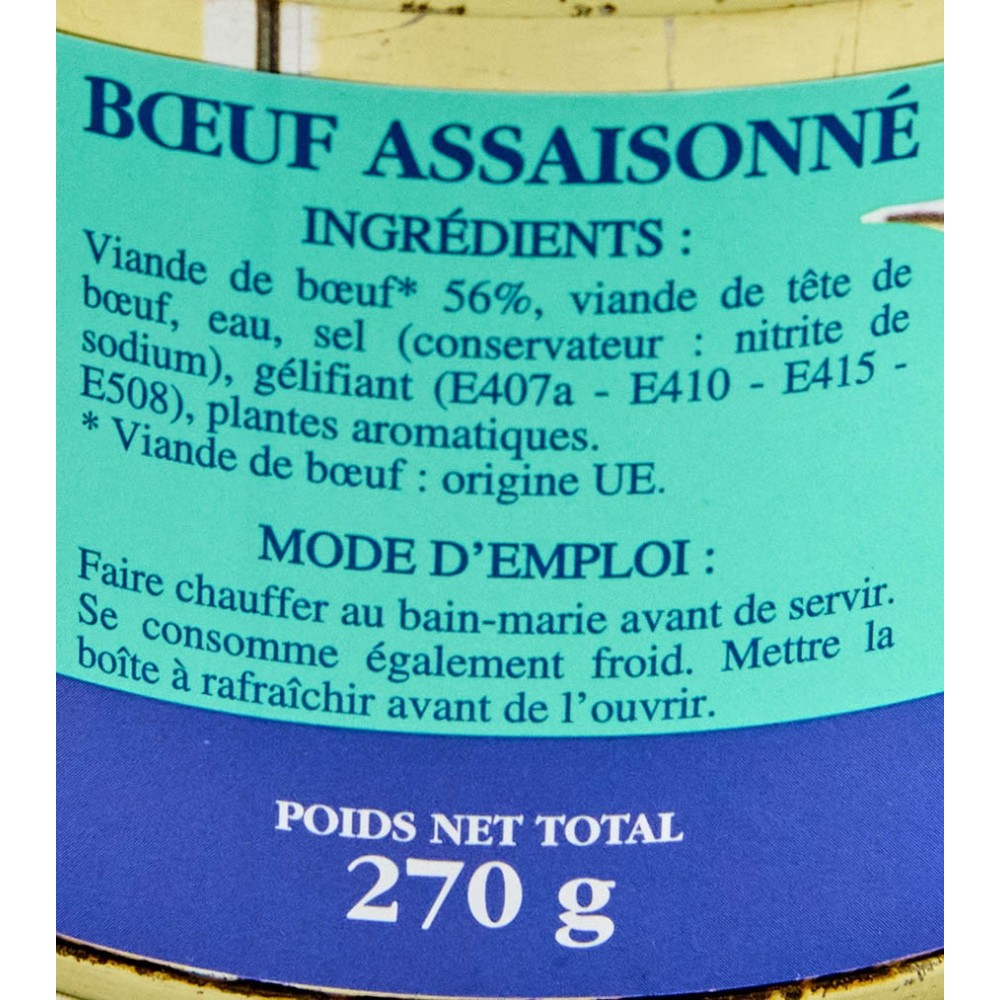 BŒUF ASSAISONNÉ
INGRÉDIENTS :
Viande de bœuf* 56%, viande de tête de
bœuf, eau, sel (conservateur : nitrite de
sodium), gélifiant (E407a - E410 - E415 -
E508), plantes aromatiques.
* Viande de bœuf : origine UE.
MODE D’EMPLOI :
Faire chauffer au bain-marie avant de servir.
Se consomme également froid. Mettre la
boîte à rafraîchir avant de l’ouvrir.
POIDS NET TOTAL
270 g